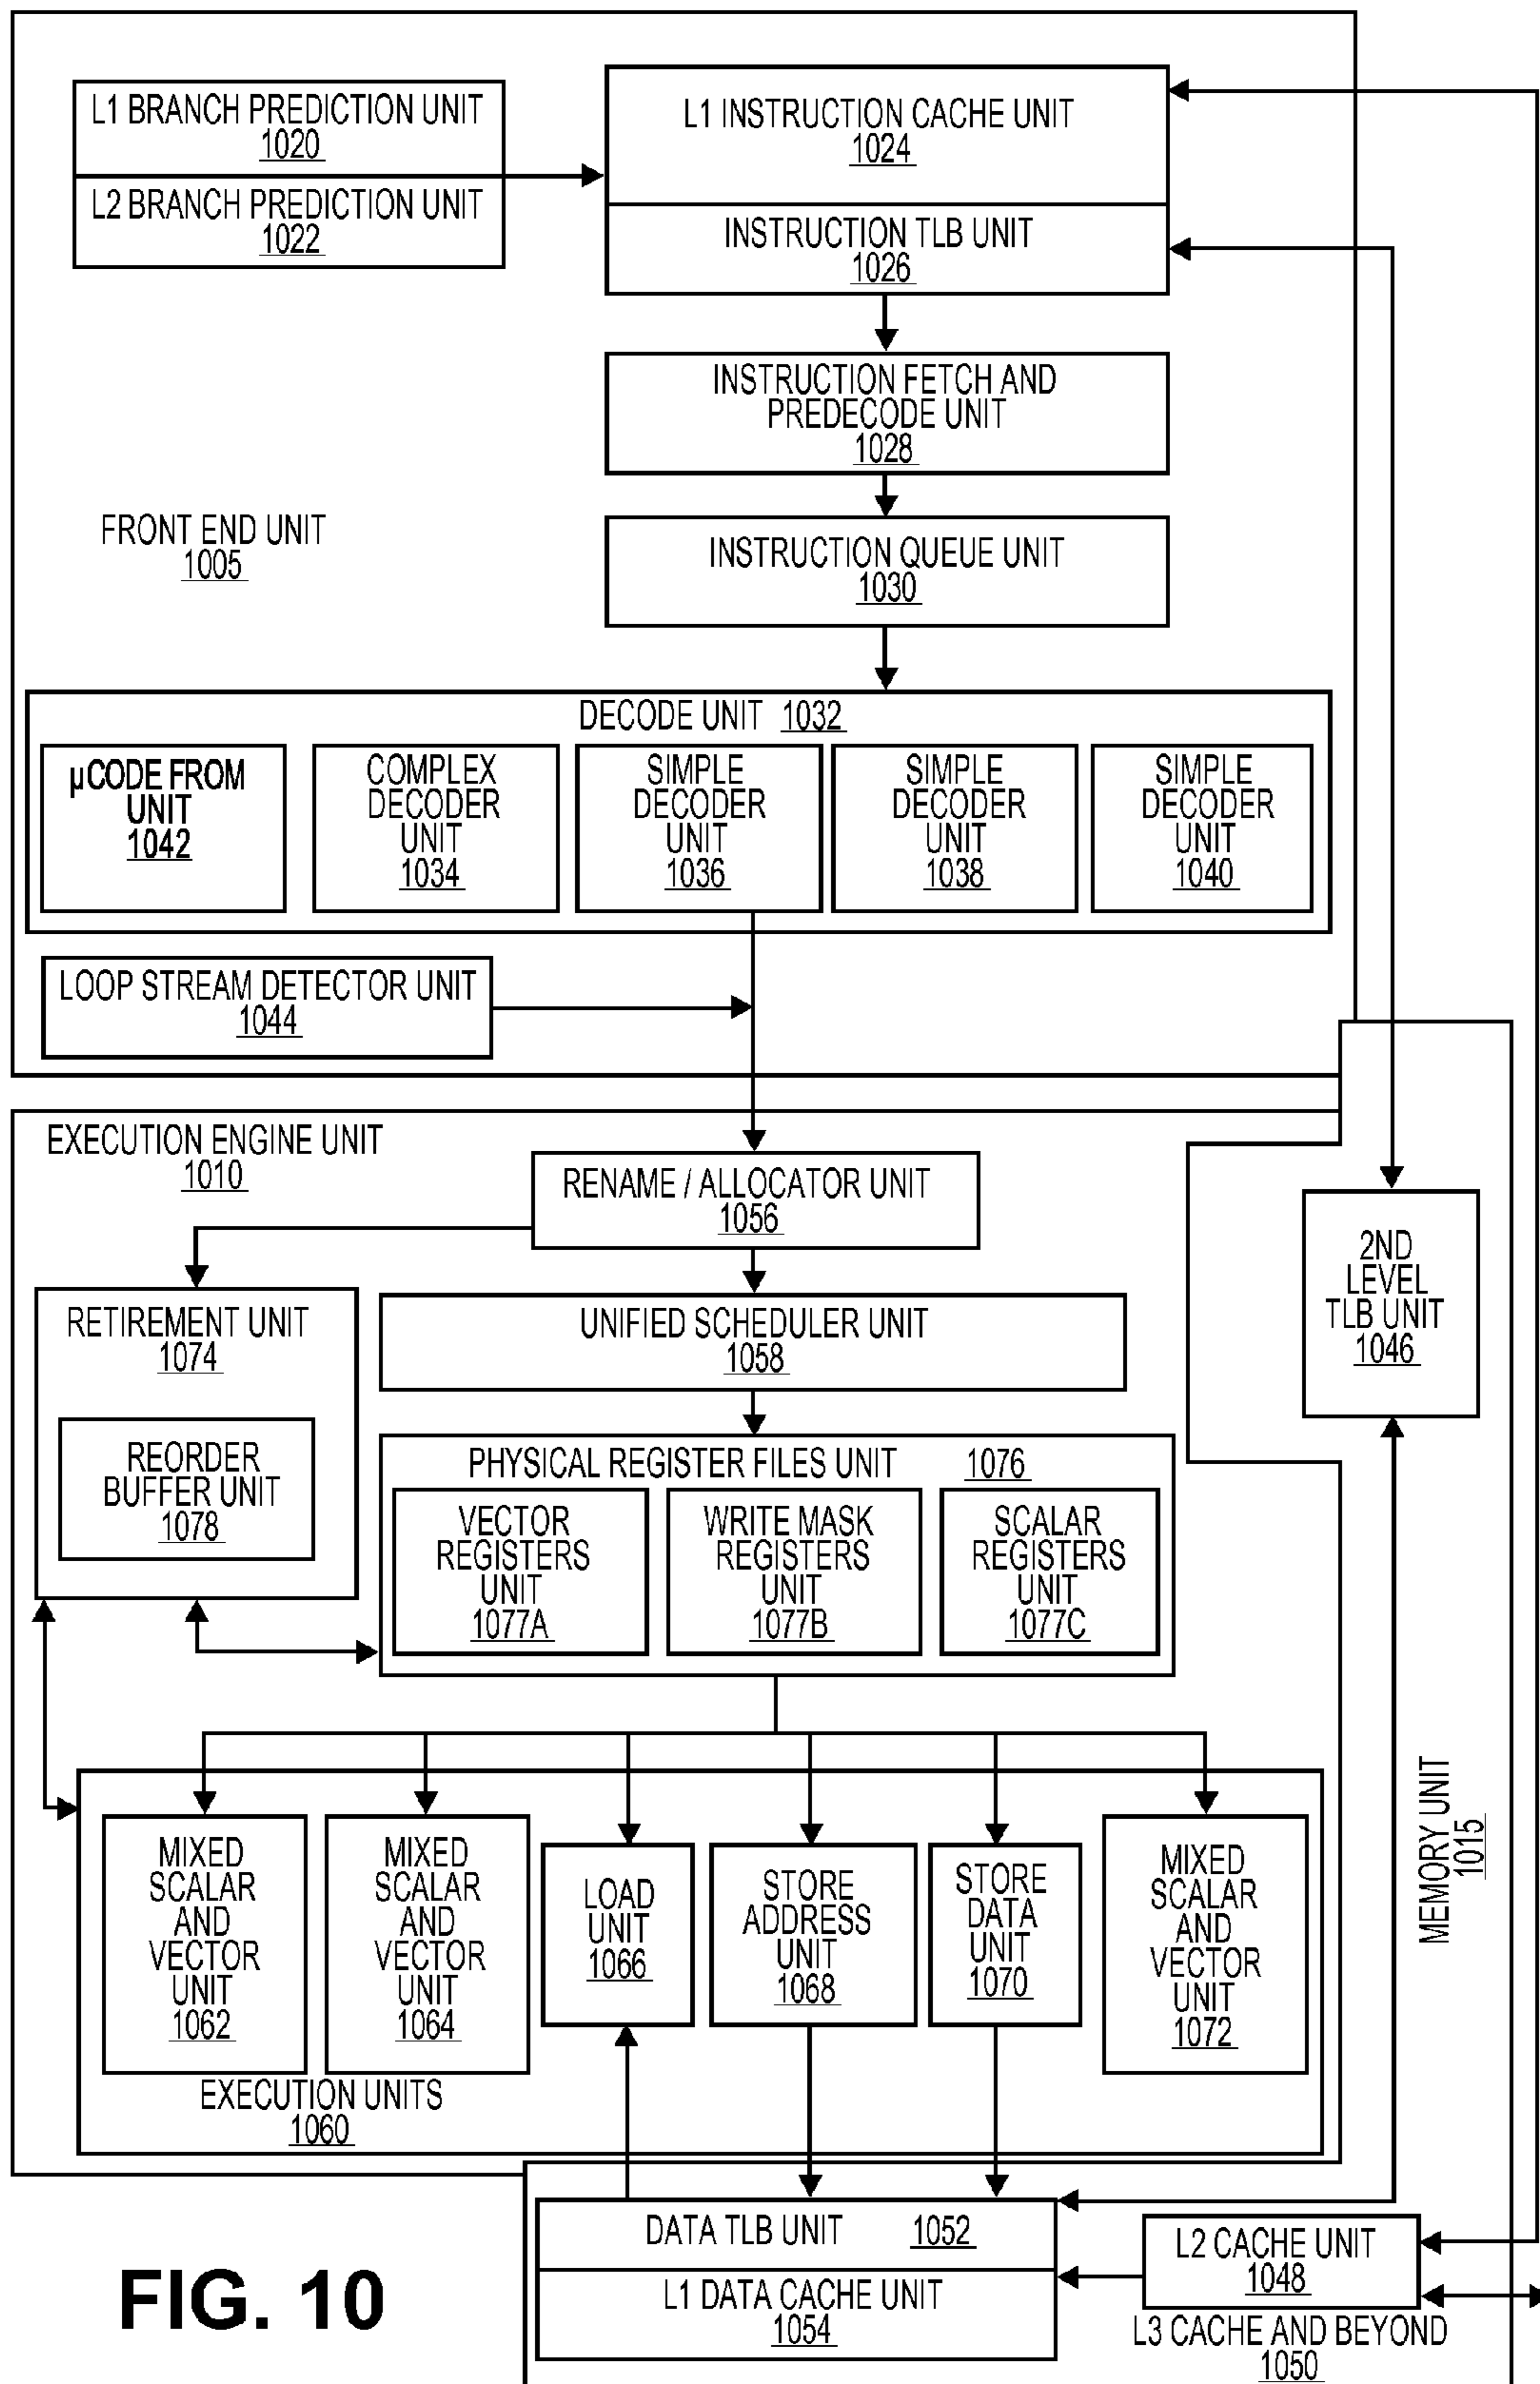 L1 BRANCH PREDICTION UNIT
1020
L2 BRANCH PREDICTION UNIT
1022
L1 INSTRUCTION CACHE UNIT
1024
INSTRUCTION TLB UNIT
1026
INSTRUCTION FETCH AND
PREDECODE UNIT
1028
FRONT END UNIT
1005
INSTRUCTION QUEUE UNIT
1030
DECODE UNIT 1032
µCODE FROM
UNIT
1042
COMPLEX
DECODER
UNIT
1034
SIMPLE
DECODER
UNIT
1036
SIMPLE
DECODER
UNIT
1038
SIMPLE
DECODER
UNIT
1040
LOOP STREAM DETECTOR UNIT
1044
EXECUTION ENGINE UNIT
1010
RENAME / ALLOCATOR UNIT
1056
2ND
LEVEL
TLB UNIT
1046
RETIREMENT UNIT
1074
UNIFIED SCHEDULER UNIT
1058
REORDER
BUFFER UNIT
1078
PHYSICAL REGISTER FILES UNIT 1076
VECTOR
REGISTERS
UNIT
1077A
WRITE MASK
REGISTERS
UNIT
1077B
SCALAR
REGISTERS
UNIT
1077C
MEMORY UNIT
1015
MIXED
SCALAR
AND
VECTOR
UNIT
1062
MIXED
SCALAR
AND
VECTOR
UNIT
1064
LOAD
UNIT
1066
STORE
ADDRESS
UNIT
1068
STORE
DATA
UNIT
1070
MIXED
SCALAR
AND
VECTOR
UNIT
1072
EXECUTION UNITS
1060
DATA TLB UNIT 1052
L1 DATA CACHE UNIT
1054
L2 CACHE UNIT
1048
L3 CACHE AND BEYOND
1050
FIG. 10